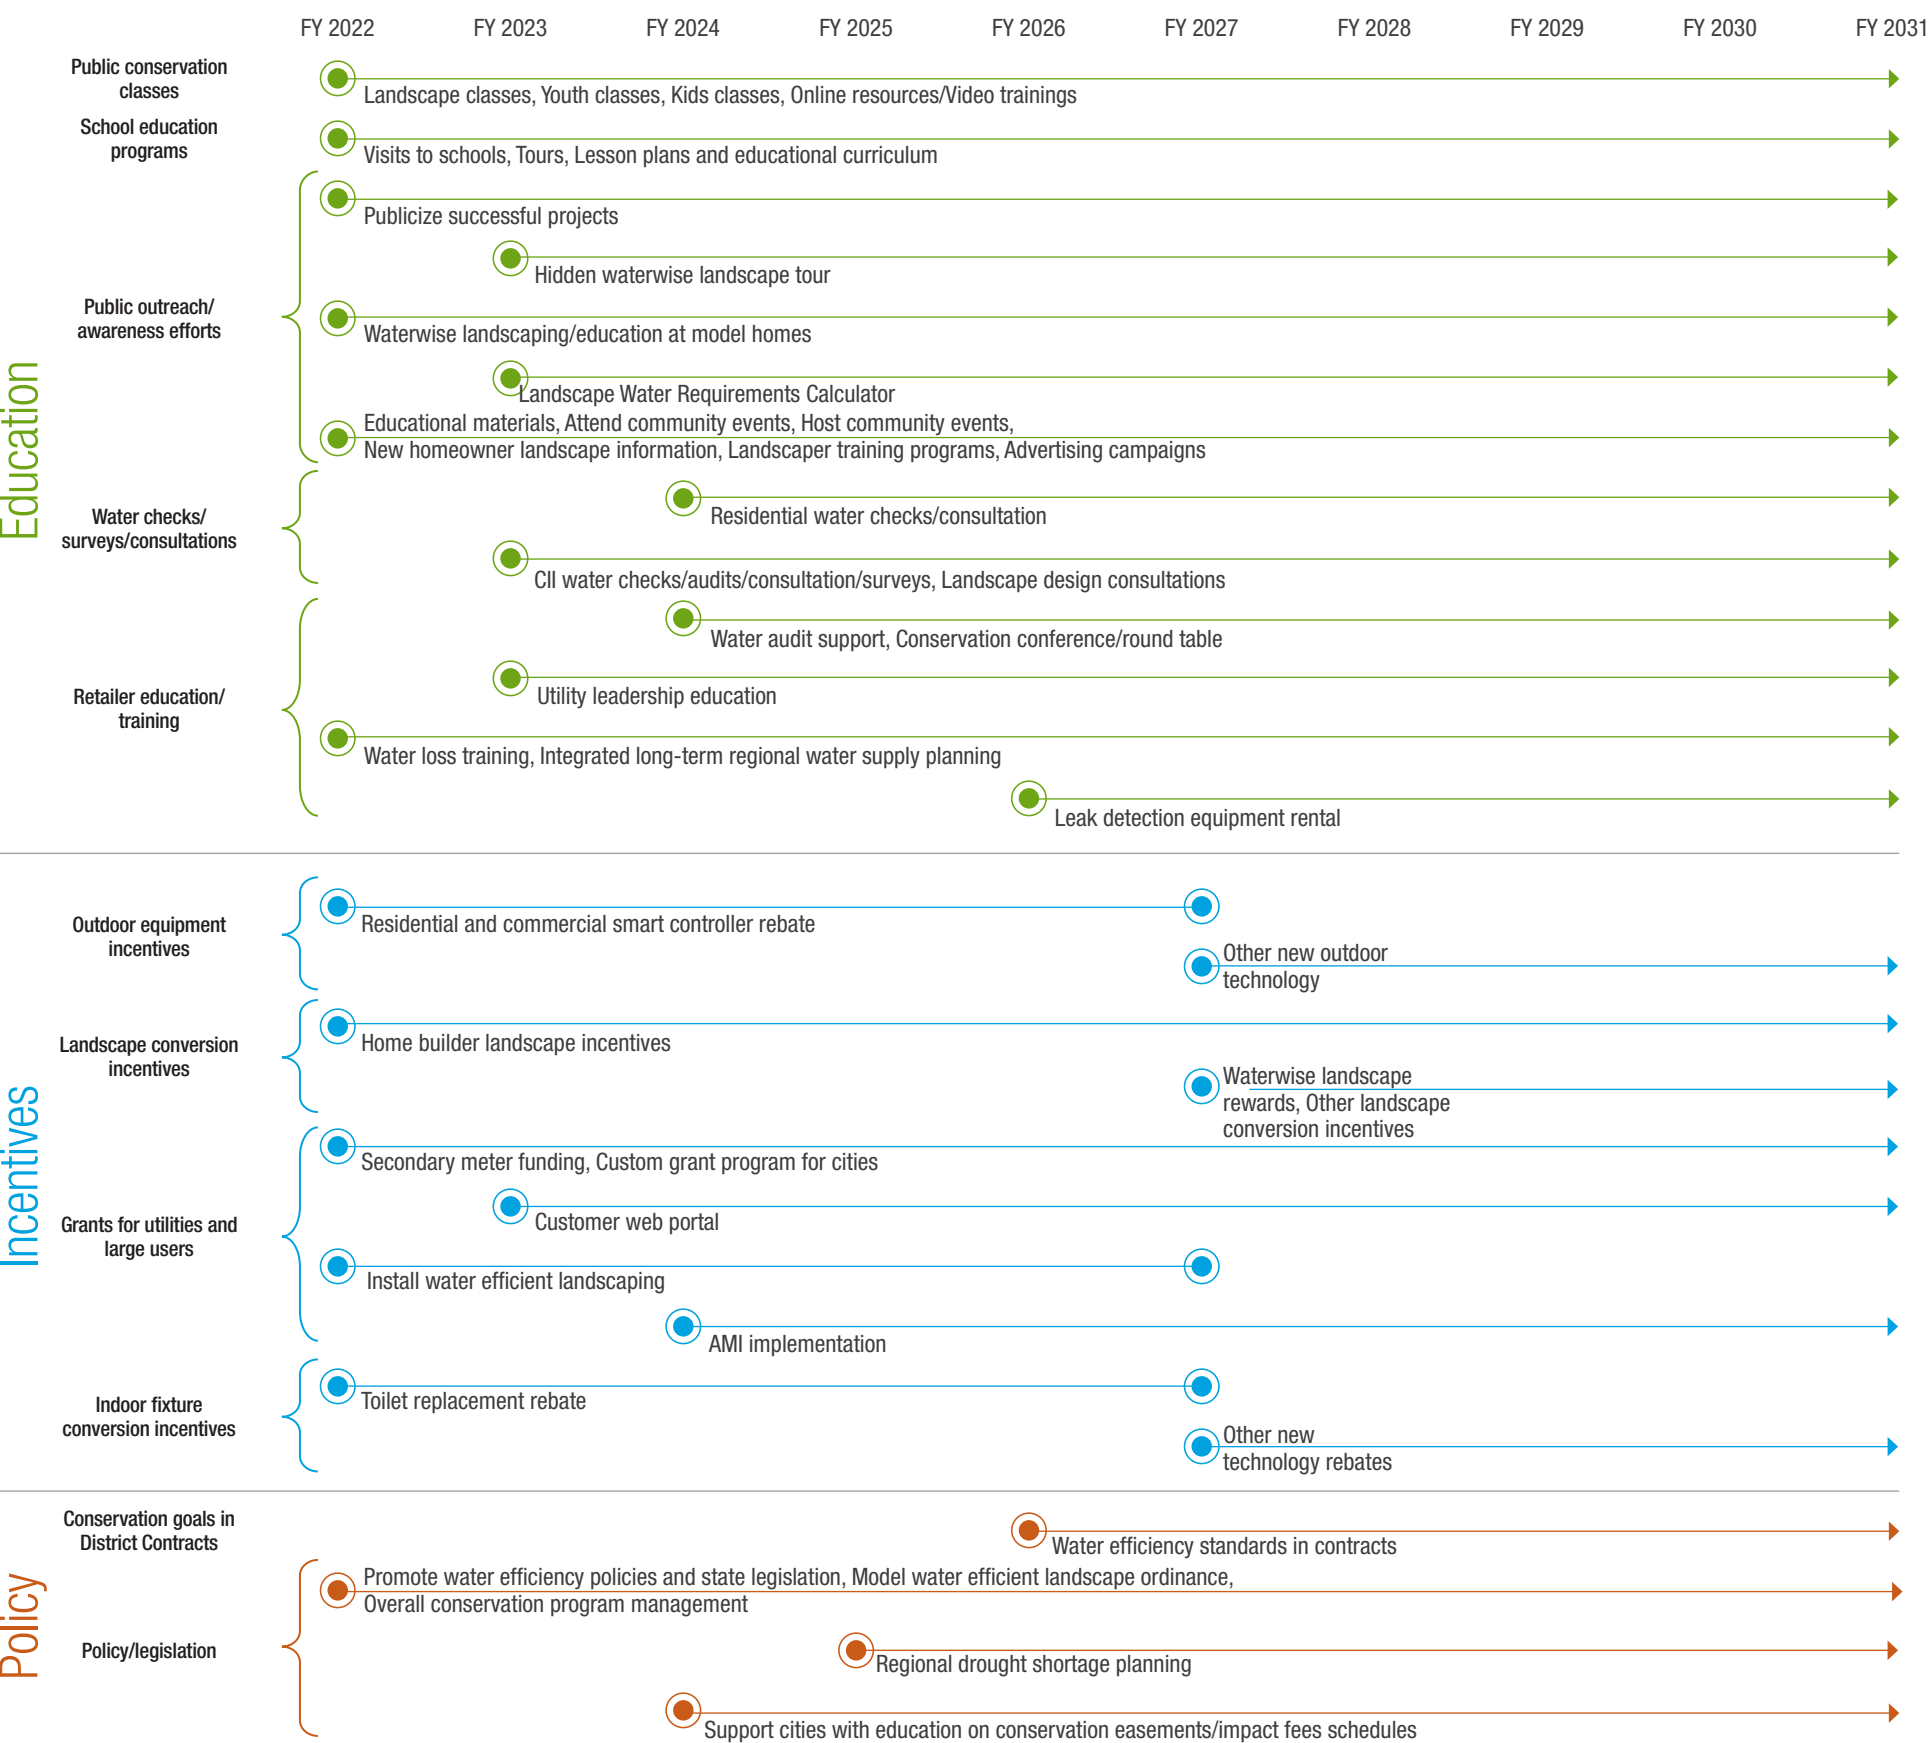 FY 2022 FY 2023 FY 2024 FY 2025 FY 2026 FY 2027 FY 2028 FY 2029 FY 2030 FY 2031
Education
Public conservation
classes
Landscape classes, Youth classes, Kids classes, Online resources/Video trainings
School education
programs
Visits to schools, Tours, Lesson plans and educational curriculum
Public outreach/
awareness efforts
Publicize successful projects
Hidden waterwise landscape tour
Waterwise landscaping/education at model homes
Landscape Water Requirements Calculator
Educational materials, Attend community events, Host community events,
New homeowner landscape information, Landscaper training programs, Advertising campaigns
Water checks/
surveys/consultations
Residential water checks/consultation
CII water checks/audits/consultation/surveys, Landscape design consultations
Retailer education/
training
Water audit support, Conservation conference/round table
Utility leadership education
Water loss training, Integrated long-term regional water supply planning
Leak detection equipment rental
Incentives
Outdoor equipment
incentives
Residential and commercial smart controller rebate
Other new outdoor
technology
Landscape conversion
incentives
Home builder landscape incentives
Waterwise landscape
rewards, Other landscape
conversion incentives
Grants for utilities and
large users
Secondary meter funding, Custom grant program for cities
Customer web portal
Install water efficient landscaping
AMI implementation
Indoor fixture
conversion incentives
Toilet replacement rebate
Other new
technology rebates
Policy
Conservation goals in
District Contracts
Water efficiency standards in contracts
Policy/legislation
Promote water efficiency policies and state legislation, Model water efficient landscape ordinance,
Overall conservation program management
Regional drought shortage planning
Support cities with education on conservation easements/impact fees schedules